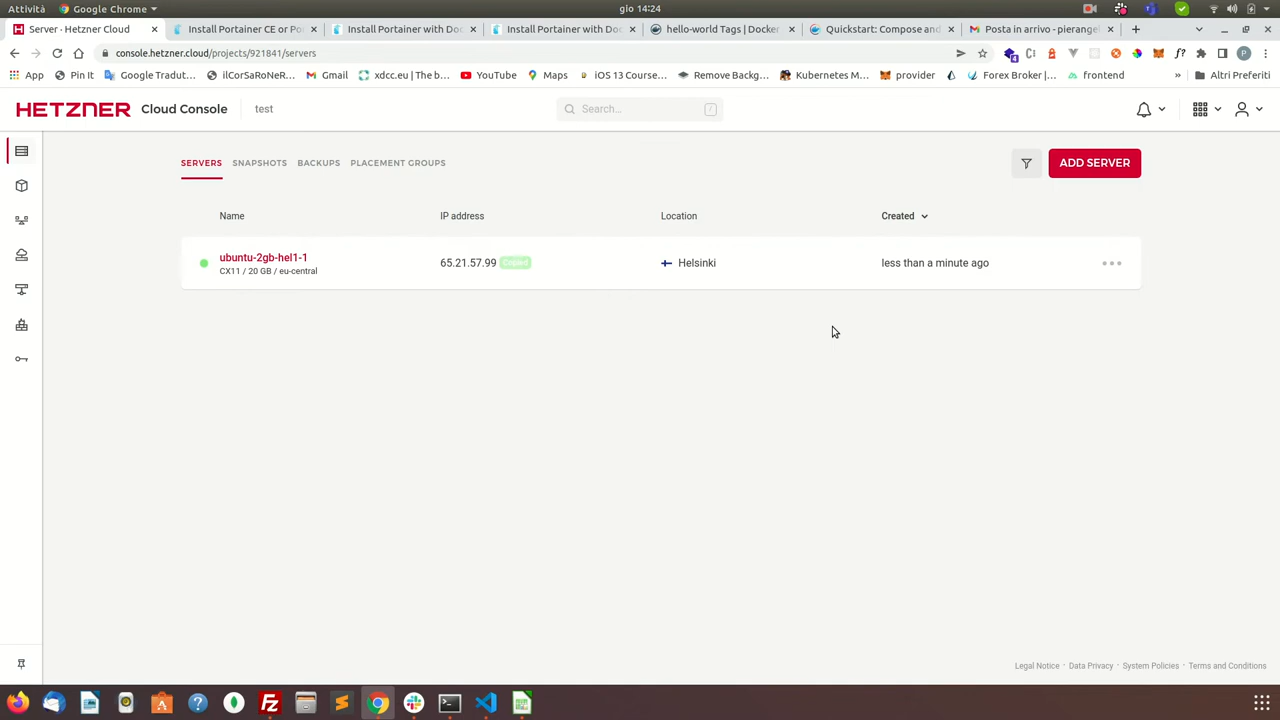 Attività Google Chrome gio 14:24
Server · Hetzner Cloud Install Portainer CE or Po Install Portainer with Doc Install Portainer with Doc hello-world Tags | Docker Quickstart: Compose and Posta in arrivo - pierangel
console.hetzner.cloud/projects/921841/servers
App Pin It Google Tradut... ilCorSaRoNeR... Gmail xdcc.eu | The b... YouTube Maps iOS 13 Course... Remove Backg... Kubernetes M... provider Forex Broker |... frontend » Altri Preferiti
HETZNER Cloud Console test Search... /
SERVERS SNAPSHOTS BACKUPS PLACEMENT GROUPS ADD SERVER
Name IP address Location Created
ubuntu-2gb-hel1-1 65.21.57.99 Copied Helsinki less than a minute ago
CX11 / 20 GB / eu-central
Legal Notice · Data Privacy · System Policies · Terms and Conditions